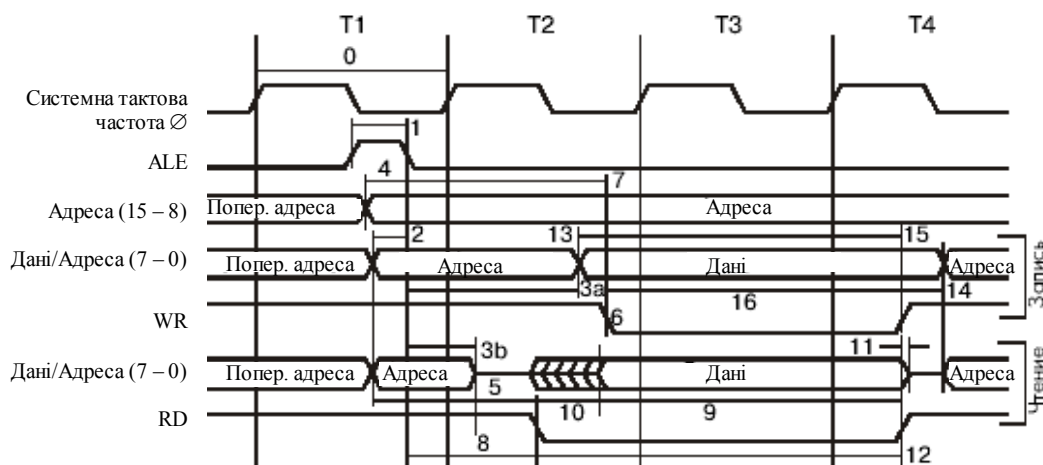 T1 T2 T3 T4
0
Системна тактова
частота ∅
1
ALE
4 7
Адреса (15 – 8) Попер. адреса Адреса
2 13 15
Дані/Адреса (7 – 0) Попер. адреса Адреса Дані Адреса
3a 16 14
WR 6
Запись
3b 11
Дані/Адреса (7 – 0) Попер. адреса Адреса Дані Адреса
5
10 9
RD
8 12
Чтение